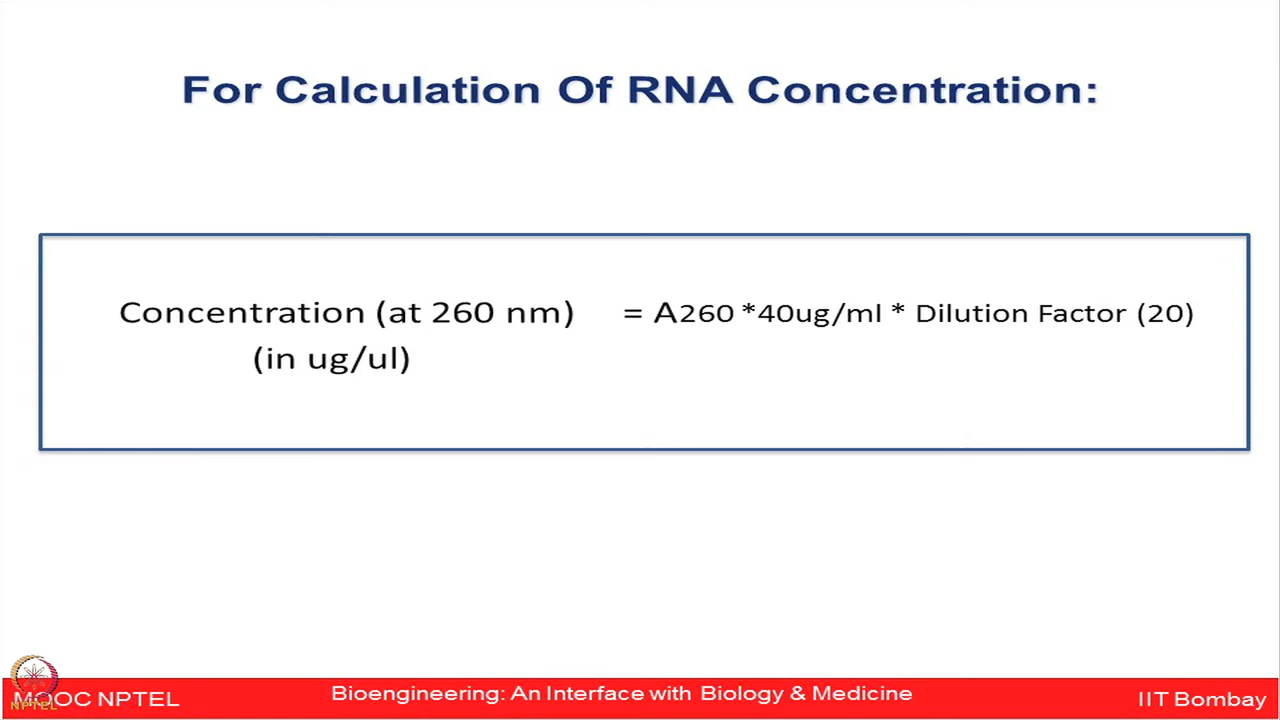 For Calculation Of RNA Concentration:
Concentration (at 260 nm) = A260 *40ug/ml * Dilution Factor (20)
(in ug/ul)
MOOC NPTEL
NPTEL
Bioengineering: An Interface with Biology & Medicine
IIT Bombay